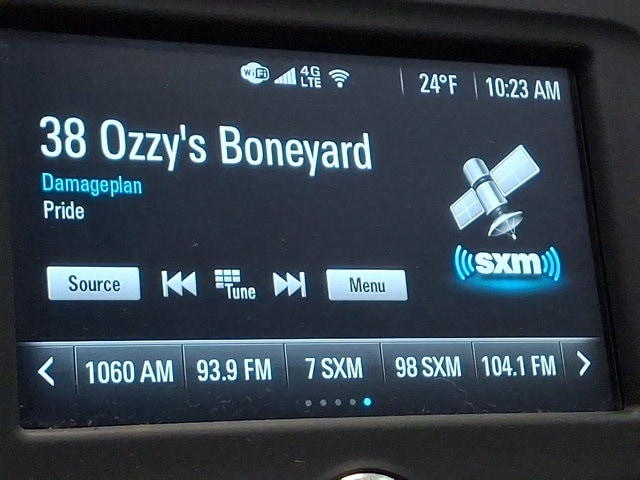 WiFi 4G LTE 24°F 10:23 AM
38 Ozzy's Boneyard
Damageplan
Pride
sxm
Source Tune Menu
1060 AM 93.9 FM 7 SXM 98 SXM 104.1 FM